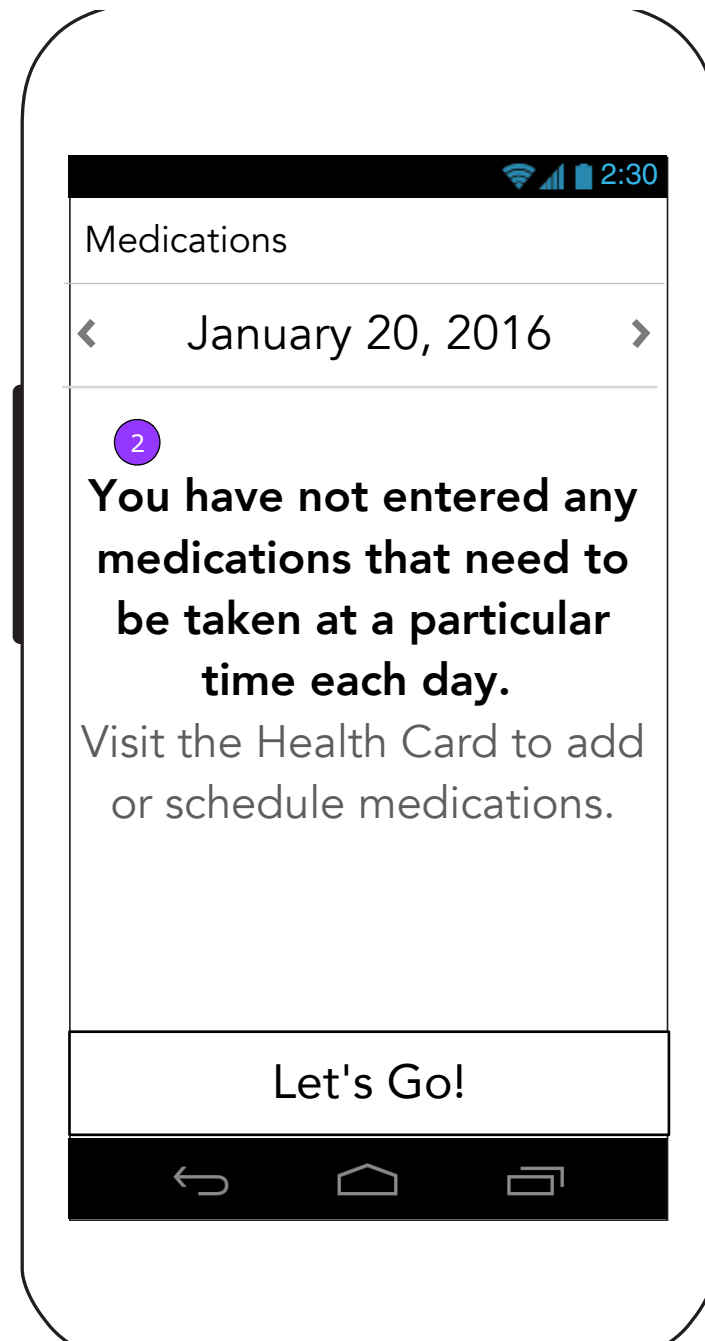 2:30
Medications
January 20, 2016
2
You have not entered any
medications that need to
be taken at a particular
time each day.
Visit the Health Card to add
or schedule medications.
Let's Go!